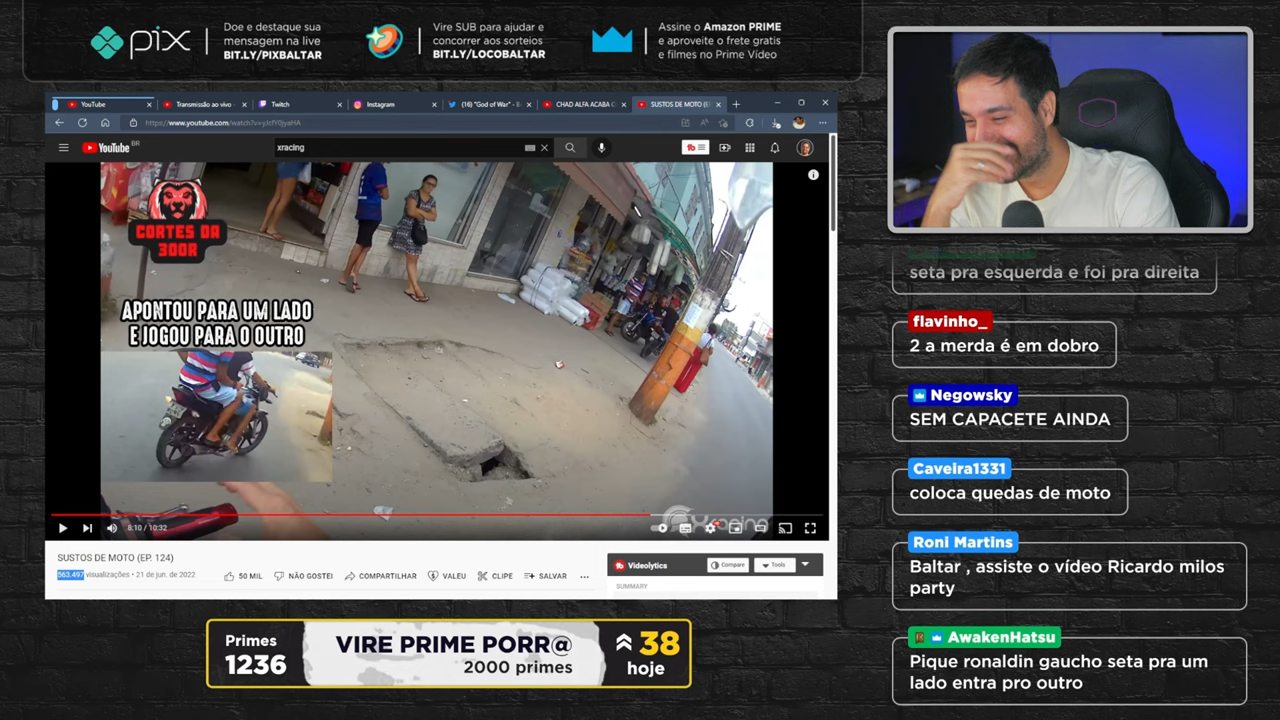 pix
Doe e destaque sua
mensagem na live
BIT.LY/PIXBALTAR
Vire SUB para ajudar e
concorrer aos sorteios
BIT.LY/LOCOBALTAR
Assine o Amazon PRIME
e aproveite o frete gratis
e filmes no Prime Vídeo
YouTube
Transmissão ao vivo -
Twitch
Instagram
(16) "God of War" -
CHAD ALFA ACABA
SUSTOS DE MOTO (E
YouTube BR
xracing
CORTES DA
300R
APONTOU PARA UM LADO
E JOGOU PARA O OUTRO
Xracing
8:10 / 10:32
SUSTOS DE MOTO (EP. 124)
563.497 visualizações • 21 de jun. de 2022
50 MIL
NÃO GOSTEI
COMPARTILHAR
VALEU
CLIPE
SALVAR
Videolytics
Compare
Tools
SUMMARY
Primes
1236
VIRE PRIME PORR@
2000 primes
38
hoje
seta pra esquerda e foi pra direita
flavinho_
2 a merda é em dobro
Negowsky
SEM CAPACETE AINDA
Caveira1331
coloca quedas de moto
Roni Martins
Baltar , assiste o vídeo Ricardo milos
party
AwakenHatsu
Pique ronaldin gaucho seta pra um
lado entra pro outro